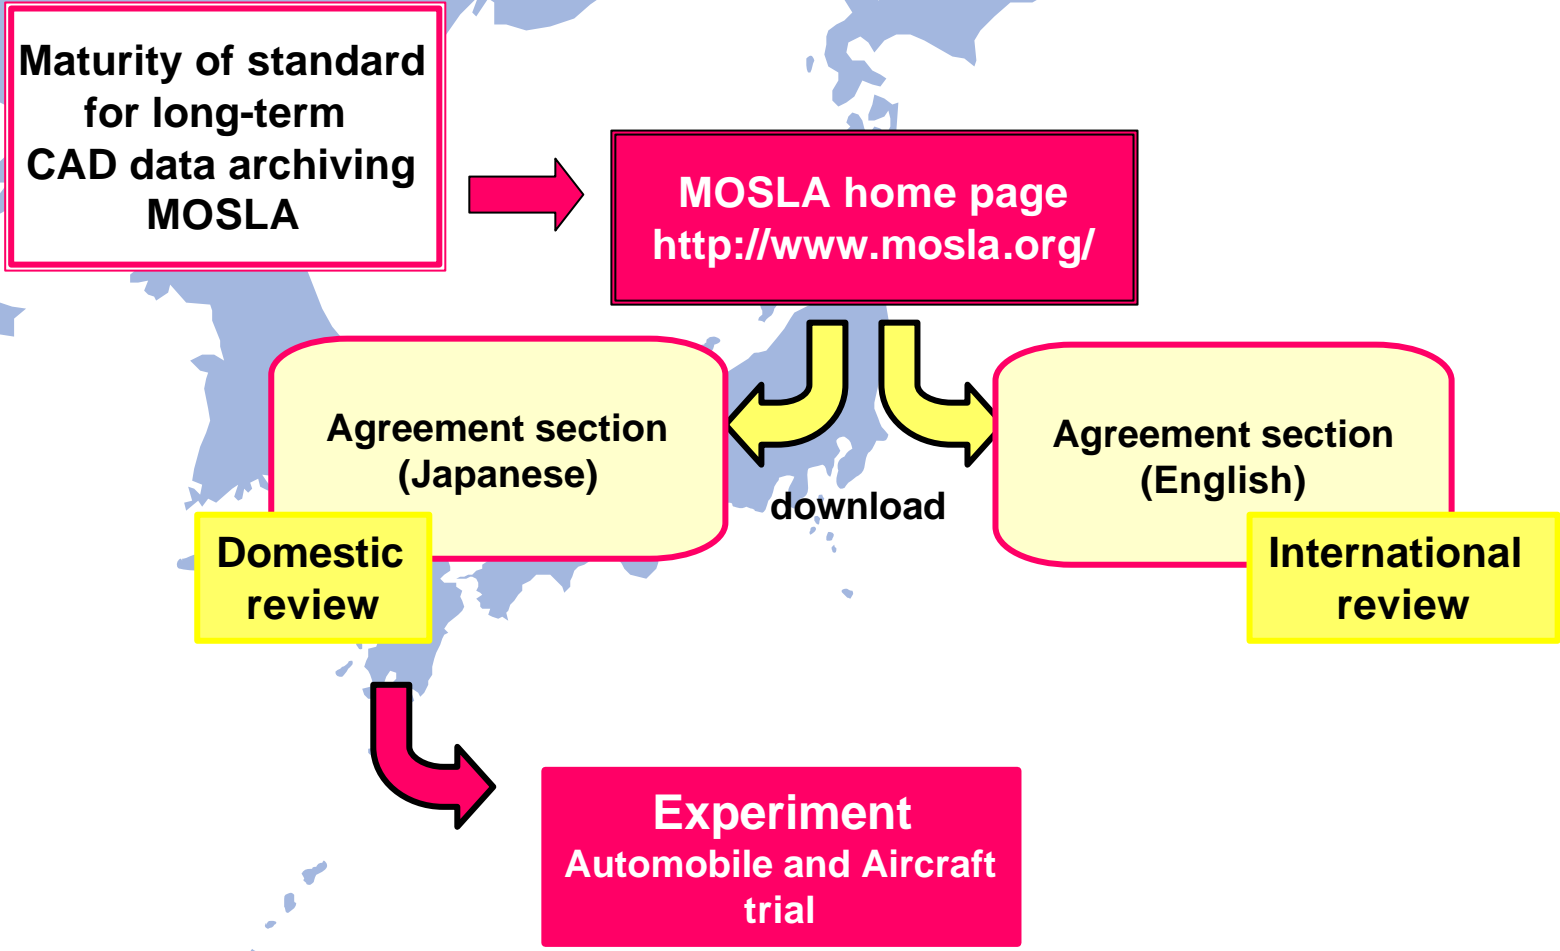 Maturity of standard
for long-term
CAD data archiving
MOSLA
MOSLA home page
http://www.mosla.org/
Agreement section
(Japanese)
download
Agreement section
(English)
Domestic
review
International
review
Experiment
Automobile and Aircraft
trial